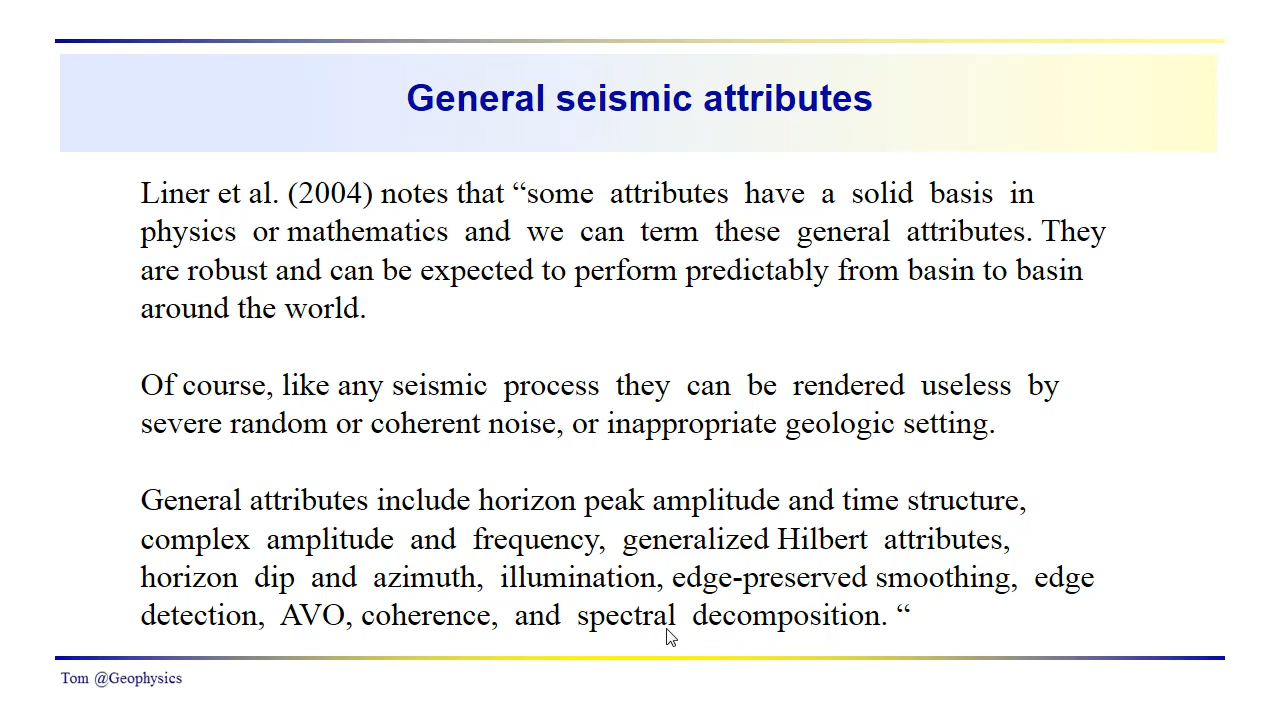 General seismic attributes
Liner et al. (2004) notes that “some attributes have a solid basis in
physics or mathematics and we can term these general attributes. They
are robust and can be expected to perform predictably from basin to basin
around the world.
Of course, like any seismic process they can be rendered useless by
severe random or coherent noise, or inappropriate geologic setting.
General attributes include horizon peak amplitude and time structure,
complex amplitude and frequency, generalized Hilbert attributes,
horizon dip and azimuth, illumination, edge-preserved smoothing, edge
detection, AVO, coherence, and spectral decomposition. “
Tom @Geophysics